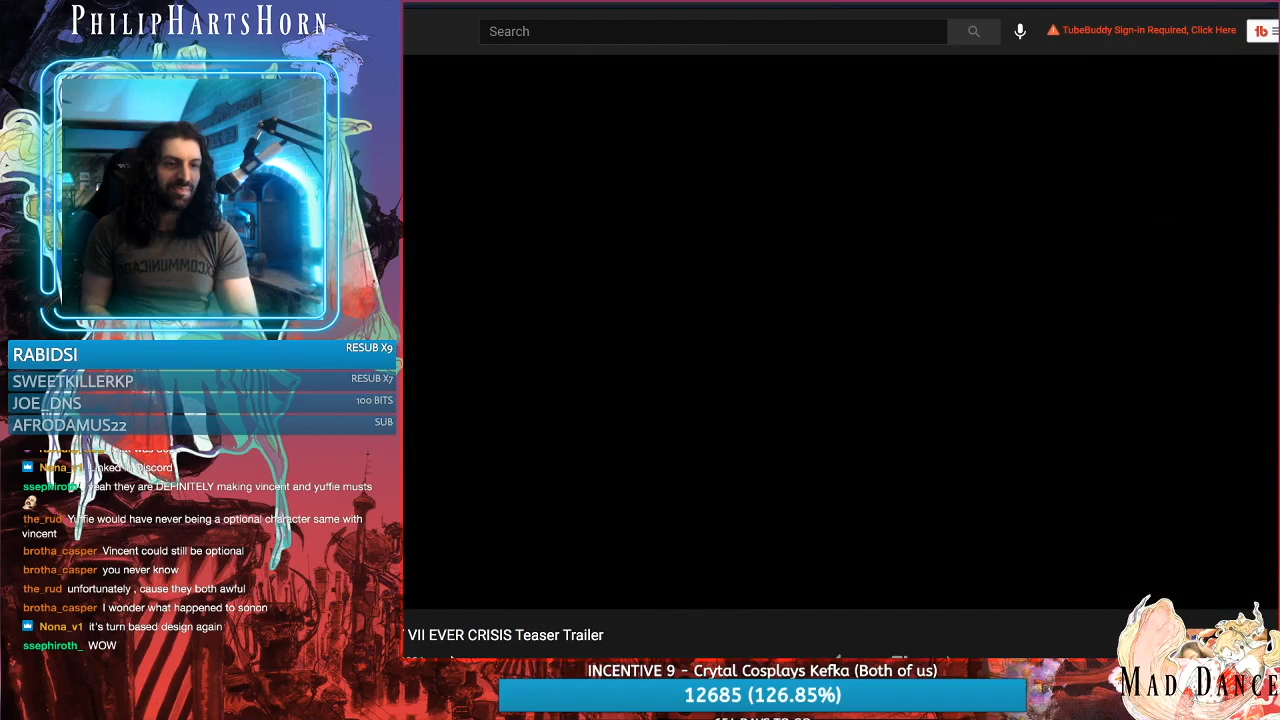 PHILIPHARTSHORN
Search
TubeBuddy Sign-in Required, Click Here
tb
RABIDSI RESUB X9
SWEETKILLERKP RESUB X7
JOE_DNS 100 BITS
AFRODAMUS22 SUB
Nona_v1 Linked in Discord
ssephiroth_ yeah they are DEFINITELY making vincent and yuffie musts
the_rud Yuffie would have never being a optional character same with
vincent
brotha_casper Vincent could still be optional
brotha_casper you never know
the_rud unfortunately , cause they both awful
brotha_casper I wonder what happened to sonon
Nona_v1 it's turn based design again
ssephiroth_ WOW
VII EVER CRISIS Teaser Trailer
INCENTIVE 9 - Crytal Cosplays Kefka (Both of us)
12685 (126.85%)
MAD DANCE